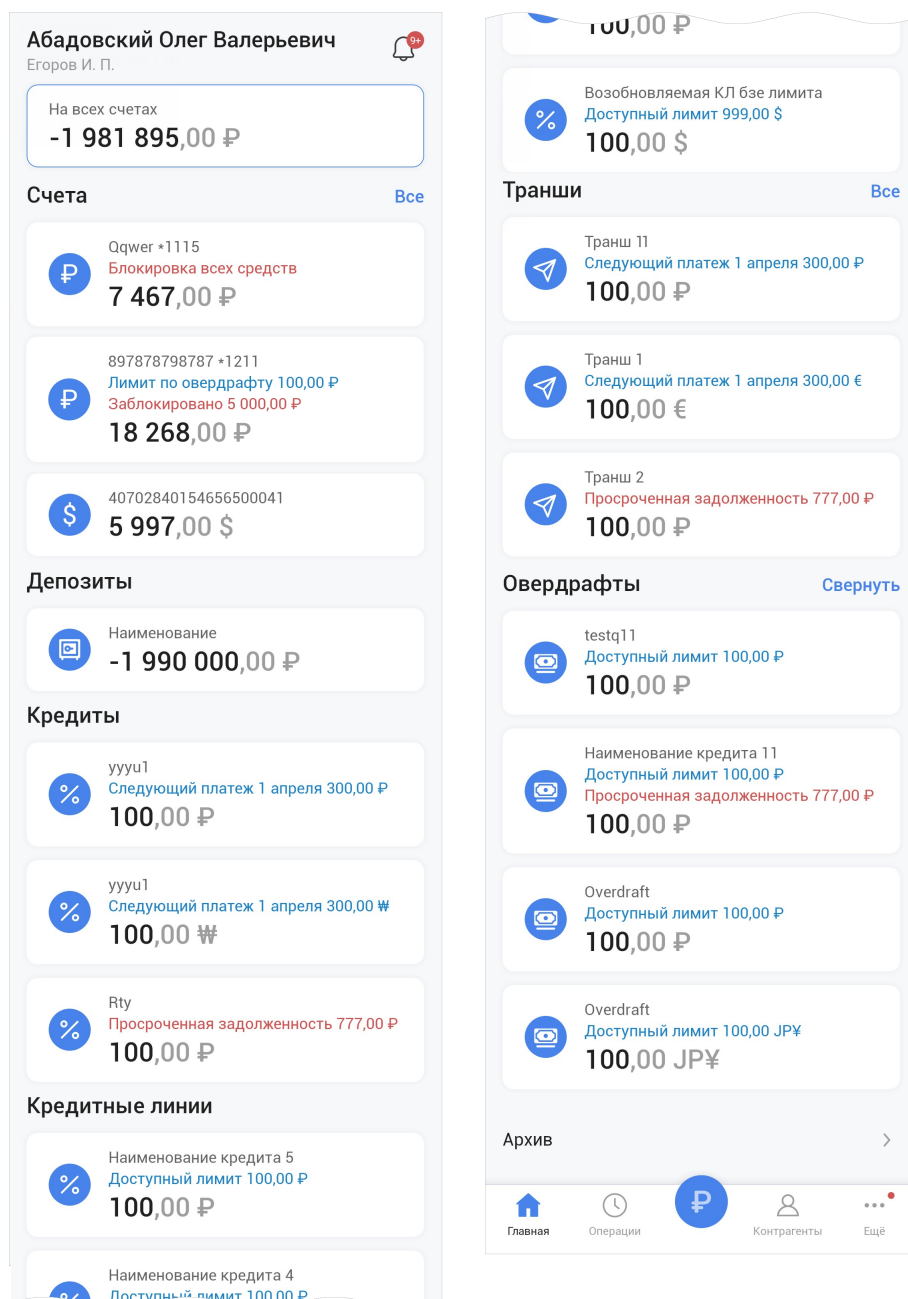 Абадовский Олег Валерьевич
9+
Егоров И. П.
На всех счетах
-1 981 895,00 ₽
Счета
Все
Qqwer *1115
Блокировка всех средств
7 467,00 ₽
897878798787 *1211
Лимит по овердрафту 100,00 ₽
Заблокировано 5 000,00 ₽
18 268,00 ₽
40702840154656500041
5 997,00 $
Депозиты
Наименование
-1 990 000,00 ₽
Кредиты
yyyu1
Следующий платеж 1 апреля 300,00 ₽
100,00 ₽
yyyu1
Следующий платеж 1 апреля 300,00 ₩
100,00 ₩
Rty
Просроченная задолженность 777,00 ₽
100,00 ₽
Кредитные линии
Наименование кредита 5
Доступный лимит 100,00 ₽
100,00 ₽
Наименование кредита 4
Доступный лимит 100,00 ₽
100,00 ₽
Возобновляемая КЛ бзе лимита
Доступный лимит 999,00 $
100,00 $
Транши
Все
Транш 11
Следующий платеж 1 апреля 300,00 ₽
100,00 ₽
Транш 1
Следующий платеж 1 апреля 300,00 €
100,00 €
Транш 2
Просроченная задолженность 777,00 ₽
100,00 ₽
Овердрафты
Свернуть
testq11
Доступный лимит 100,00 ₽
100,00 ₽
Наименование кредита 11
Доступный лимит 100,00 ₽
Просроченная задолженность 777,00 ₽
100,00 ₽
Overdraft
Доступный лимит 100,00 ₽
100,00 ₽
Overdraft
Доступный лимит 100,00 JP¥
100,00 JP¥
Архив
Главная
Операции
₽
Контрагенты
Ещё